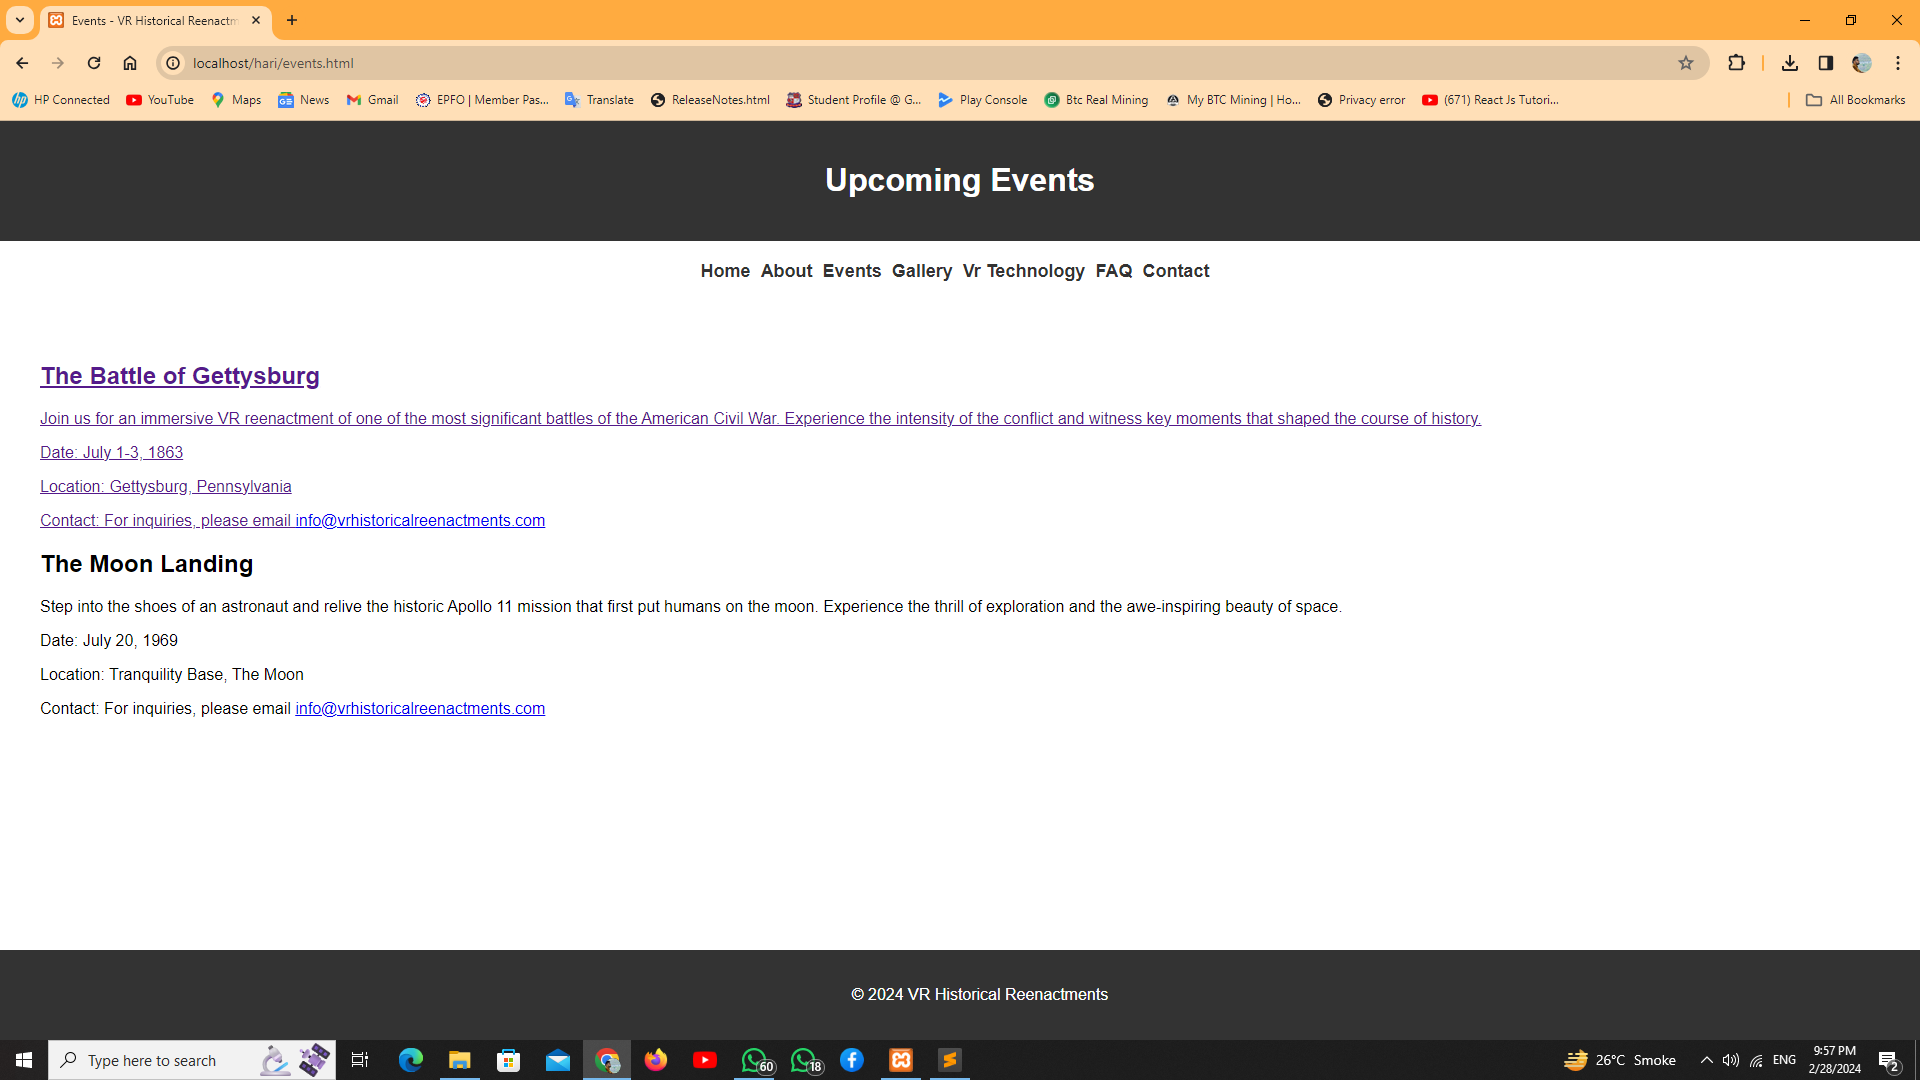 Events - VR Historical Reenactm
localhost/hari/events.html
HP Connected YouTube Maps News Gmail EPFO | Member Pas... Translate ReleaseNotes.html Student Profile @ G... Play Console Btc Real Mining My BTC Mining | Ho... Privacy error (671) React Js Tutori... All Bookmarks
Upcoming Events
Home About Events Gallery Vr Technology FAQ Contact
The Battle of Gettysburg
Join us for an immersive VR reenactment of one of the most significant battles of the American Civil War. Experience the intensity of the conflict and witness key moments that shaped the course of history.
Date: July 1-3, 1863
Location: Gettysburg, Pennsylvania
Contact: For inquiries, please email info@vrhistoricalreenactments.com
The Moon Landing
Step into the shoes of an astronaut and relive the historic Apollo 11 mission that first put humans on the moon. Experience the thrill of exploration and the awe-inspiring beauty of space.
Date: July 20, 1969
Location: Tranquility Base, The Moon
Contact: For inquiries, please email info@vrhistoricalreenactments.com
© 2024 VR Historical Reenactments
Type here to search 60 18 26°C Smoke ENG 9:57 PM
2/28/2024 2